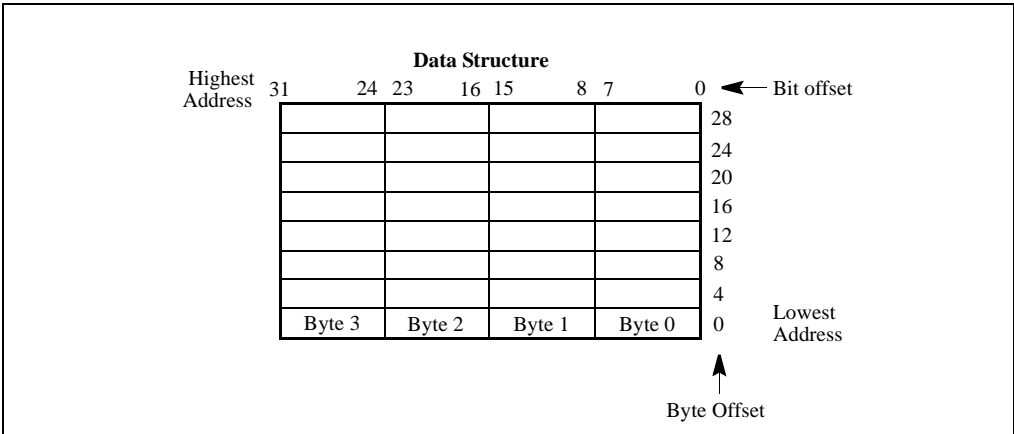 Data Structure
Highest
Address
31 24 23 16 15 8 7 0
Bit offset
28
24
20
16
12
8
4
Byte 3 Byte 2 Byte 1 Byte 0 0
Lowest
Address
Byte Offset